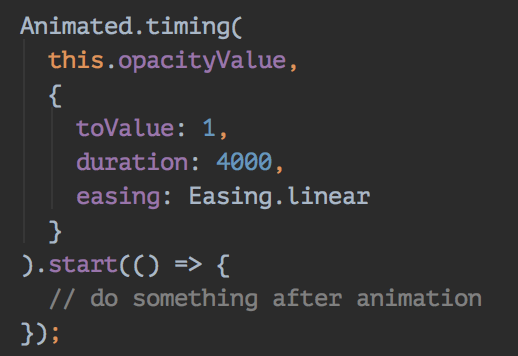 Animated.timing(
  this.opacityValue,
  {
    toValue: 1,
    duration: 4000,
    easing: Easing.linear
  }
).start(() => {
  // do something after animation
});